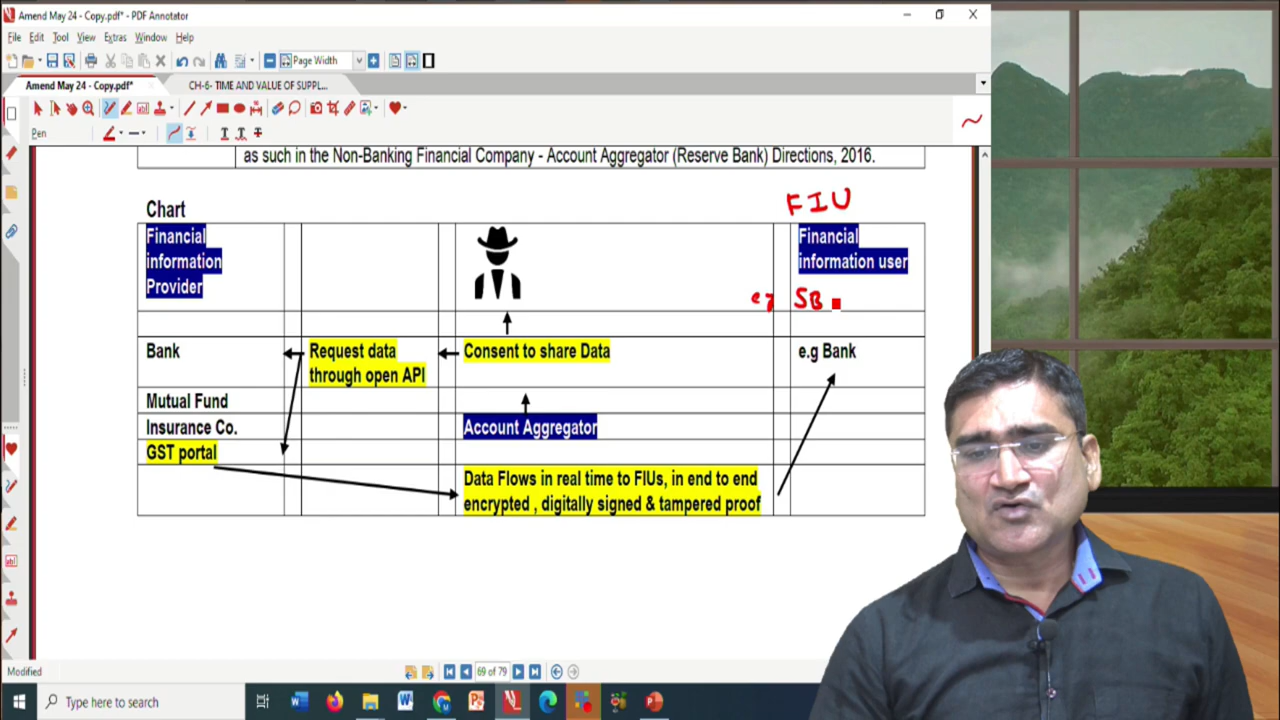 Amend May 24 - Copy.pdf* - PDF Annotator
File Edit Tool View Extras Window Help
Page Width
Amend May 24 - Copy.pdf*
CH-6- TIME AND VALUE OF SUPPL...
Pen
as such in the Non-Banking Financial Company - Account Aggregator (Reserve Bank) Directions, 2016.
FIU
Chart
Financial
information
Provider
Financial
information user
eg SB
Bank
Request data
through open API
Consent to share Data
e.g Bank
Mutual Fund
Insurance Co.
Account Aggregator
GST portal
Data Flows in real time to FIUs, in end to end
encrypted , digitally signed & tampered proof
Modified
69 of 79
Type here to search